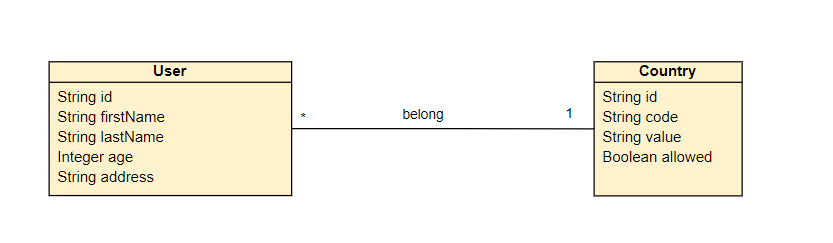 User
String id
String firstName
String lastName
Integer age
String address
*
belong
1
Country
String id
String code
String value
Boolean allowed